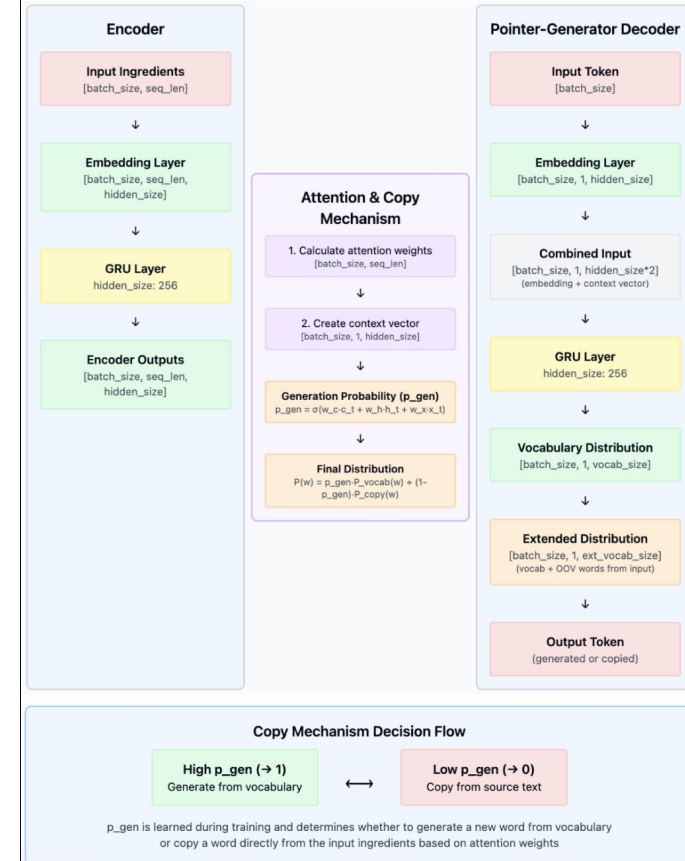 Encoder
Input Ingredients
[batch_size, seq_len]
↓
Embedding Layer
[batch_size, seq_len,
hidden_size]
↓
GRU Layer
hidden_size: 256
↓
Encoder Outputs
[batch_size, seq_len,
hidden_size]
Attention & Copy
Mechanism
1. Calculate attention weights
[batch_size, seq_len]
↓
2. Create context vector
[batch_size, 1, hidden_size]
↓
Generation Probability (p_gen)
p_gen = σ(w_c·c_t + w_h·h_t + w_x·x_t)
↓
Final Distribution
P(w) = p_gen·P_vocab(w) + (1-
p_gen)·P_copy(w)
Pointer-Generator Decoder
Input Token
[batch_size]
↓
Embedding Layer
[batch_size, 1, hidden_size]
↓
Combined Input
[batch_size, 1, hidden_size*2]
(embedding + context vector)
↓
GRU Layer
hidden_size: 256
↓
Vocabulary Distribution
[batch_size, 1, vocab_size]
↓
Extended Distribution
[batch_size, 1, ext_vocab_size]
(vocab + OOV words from input)
↓
Output Token
(generated or copied)
Copy Mechanism Decision Flow
High p_gen (→ 1)
Generate from vocabulary
⟷
Low p_gen (→ 0)
Copy from source text
p_gen is learned during training and determines whether to generate a new word from vocabulary
or copy a word directly from the input ingredients based on attention weights